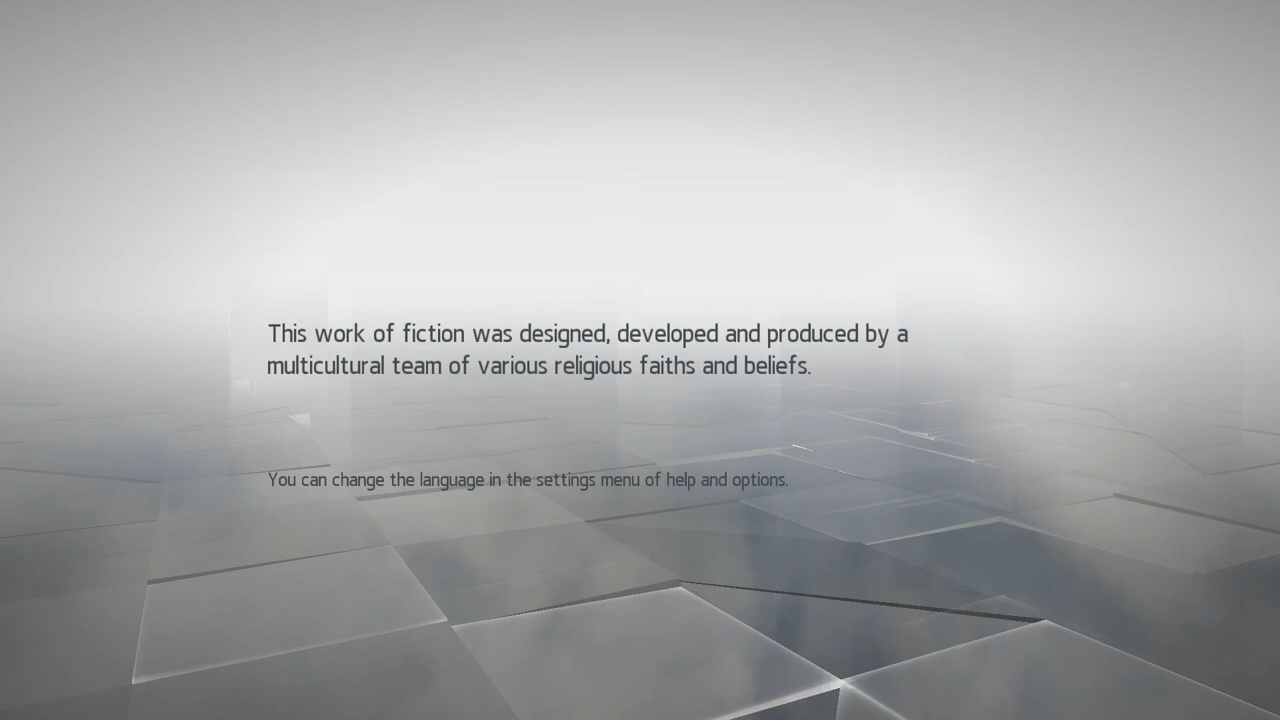 This work of fiction was designed, developed and produced by a
multicultural team of various religious faiths and beliefs.
You can change the language in the settings menu of help and options.